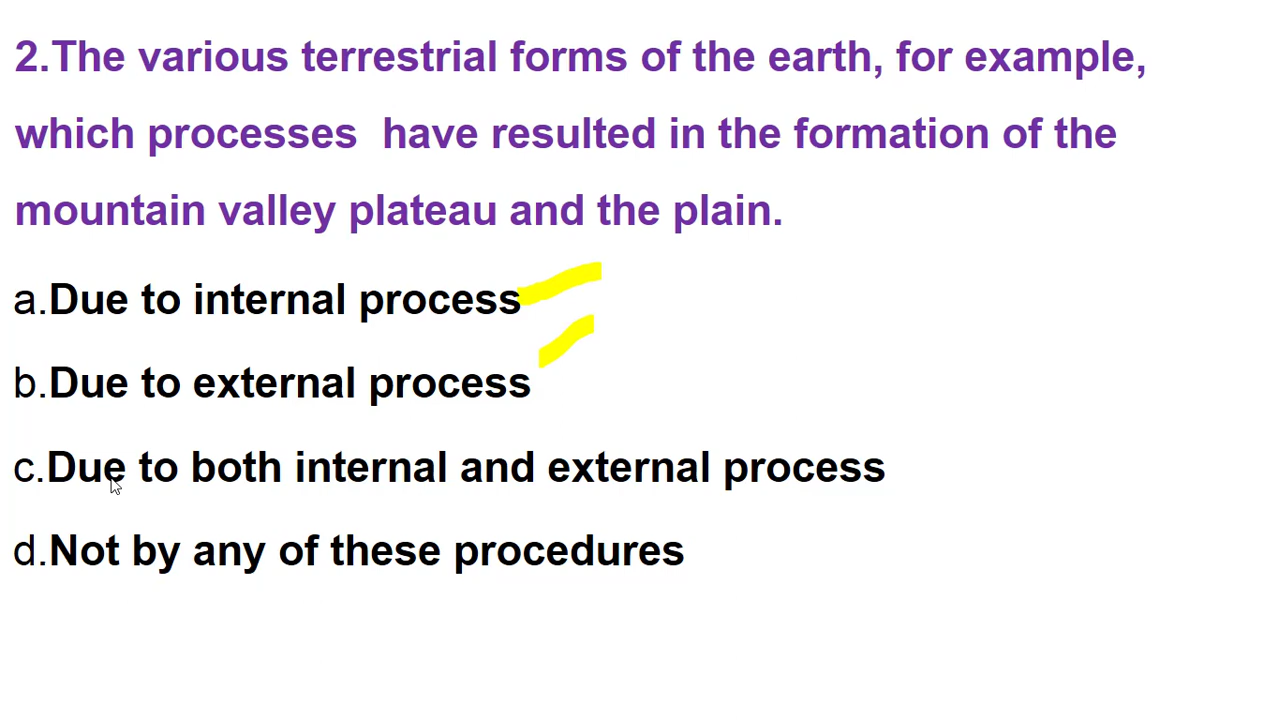 2.The various terrestrial forms of the earth, for example,
which processes  have resulted in the formation of the
mountain valley plateau and the plain.
a.Due to internal process
b.Due to external process
c.Due to both internal and external process
d.Not by any of these procedures